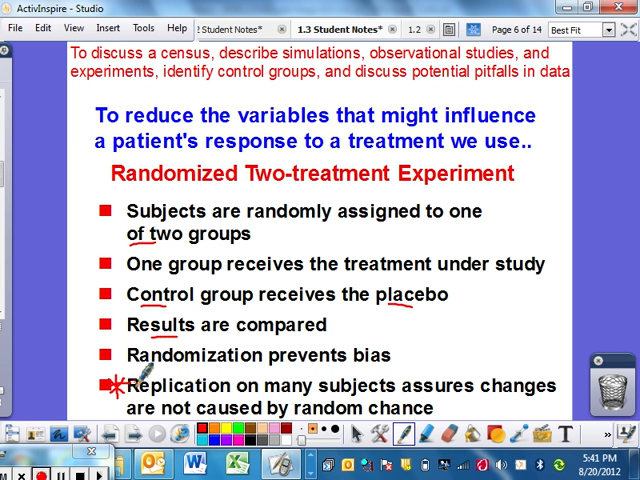 ActivInspire - Studio
File Edit View Insert Tools Help
2 Student Notes* 1.3 Student Notes* 1.2 Page 6 of 14 Best Fit
To discuss a census, describe simulations, observational studies, and
experiments, identify control groups, and discuss potential pitfalls in data
To reduce the variables that might influence
a patient's response to a treatment we use..
Randomized Two-treatment Experiment
Subjects are randomly assigned to one
of two groups
One group receives the treatment under study
Control group receives the placebo
Results are compared
Randomization prevents bias
Replication on many subjects assures changes
are not caused by random chance
5:41 PM
8/20/2012